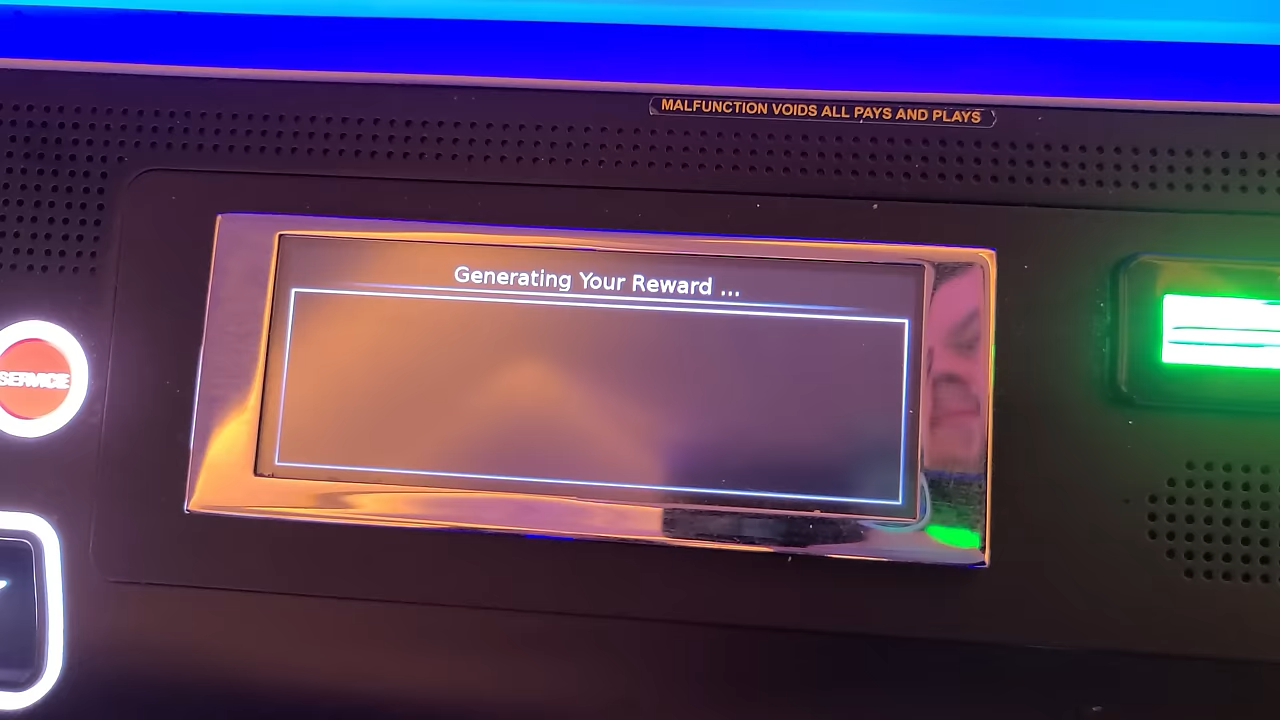 MALFUNCTION VOIDS ALL PAYS AND PLAYS
Generating Your Reward ...
SERVICE